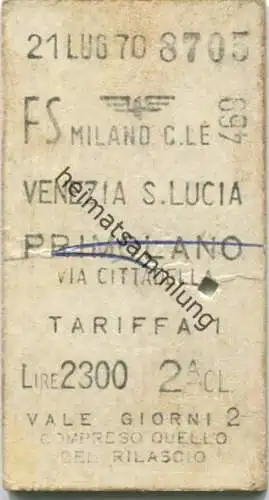 21 LUG 70 8705
FS MILANO C.LE 469
VENEZIA S. LUCIA
PRIMOLANO
VIA CITTADELLA
TARIFFA 1
LIRE 2300 2A CL.
VALE GIORNI 2
COMPRESO QUELLO
DEL RILASCIO
heimatsammlung